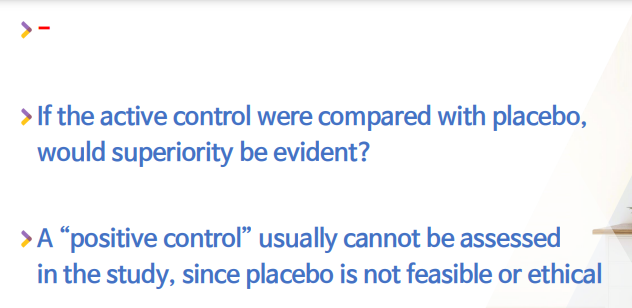 –
If the active control were compared with placebo,
would superiority be evident?
A “positive control” usually cannot be assessed
in the study, since placebo is not feasible or ethical